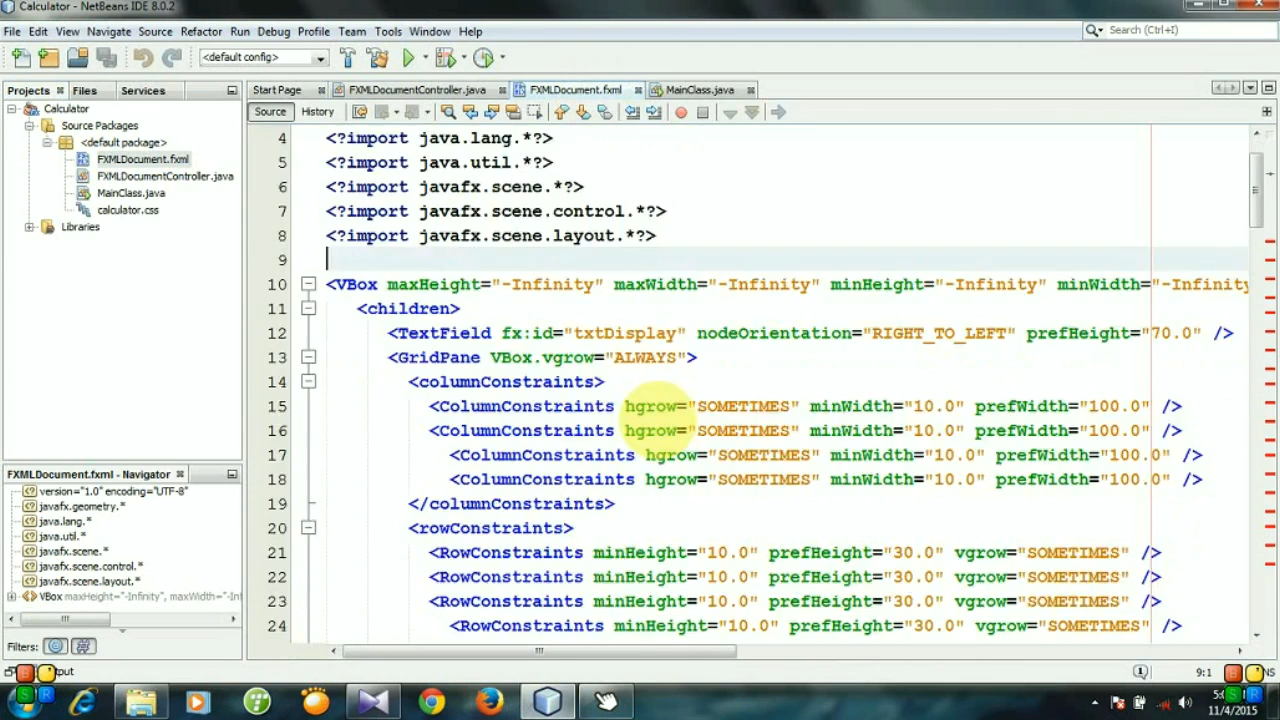 Calculator - NetBeans IDE 8.0.2
File Edit View Navigate Source Refactor Run Debug Profile Team Tools Window Help
Search (Ctrl+I)
<default config>
Projects Files Services
Calculator
Source Packages
<default package>
FXMLDocument.fxml
FXMLDocumentController.java
MainClass.java
calculator.css
Libraries
FXMLDocument.fxml - Navigator
version="1.0" encoding="UTF-8"
javafx.geometry.*
java.lang.*
java.util.*
javafx.scene.*
javafx.scene.control.*
javafx.scene.layout.*
VBox maxHeight="-Infinity", maxWidth="-Inf
Filters:
Start Page FXMLDocumentController.java FXMLDocument.fxml MainClass.java
Source History
4 <?import java.lang.*?>
5 <?import java.util.*?>
6 <?import javafx.scene.*?>
7 <?import javafx.scene.control.*?>
8 <?import javafx.scene.layout.*?>
9
10 <VBox maxHeight="-Infinity" maxWidth="-Infinity" minHeight="-Infinity" minWidth="-Infinity
11 <children>
12 <TextField fx:id="txtDisplay" nodeOrientation="RIGHT_TO_LEFT" prefHeight="70.0" />
13 <GridPane VBox.vgrow="ALWAYS">
14 <columnConstraints>
15 <ColumnConstraints hgrow="SOMETIMES" minWidth="10.0" prefWidth="100.0" />
16 <ColumnConstraints hgrow="SOMETIMES" minWidth="10.0" prefWidth="100.0" />
17 <ColumnConstraints hgrow="SOMETIMES" minWidth="10.0" prefWidth="100.0" />
18 <ColumnConstraints hgrow="SOMETIMES" minWidth="10.0" prefWidth="100.0" />
19 </columnConstraints>
20 <rowConstraints>
21 <RowConstraints minHeight="10.0" prefHeight="30.0" vgrow="SOMETIMES" />
22 <RowConstraints minHeight="10.0" prefHeight="30.0" vgrow="SOMETIMES" />
23 <RowConstraints minHeight="10.0" prefHeight="30.0" vgrow="SOMETIMES" />
24 <RowConstraints minHeight="10.0" prefHeight="30.0" vgrow="SOMETIMES" />
9:1
S R
S R
11/4/2015